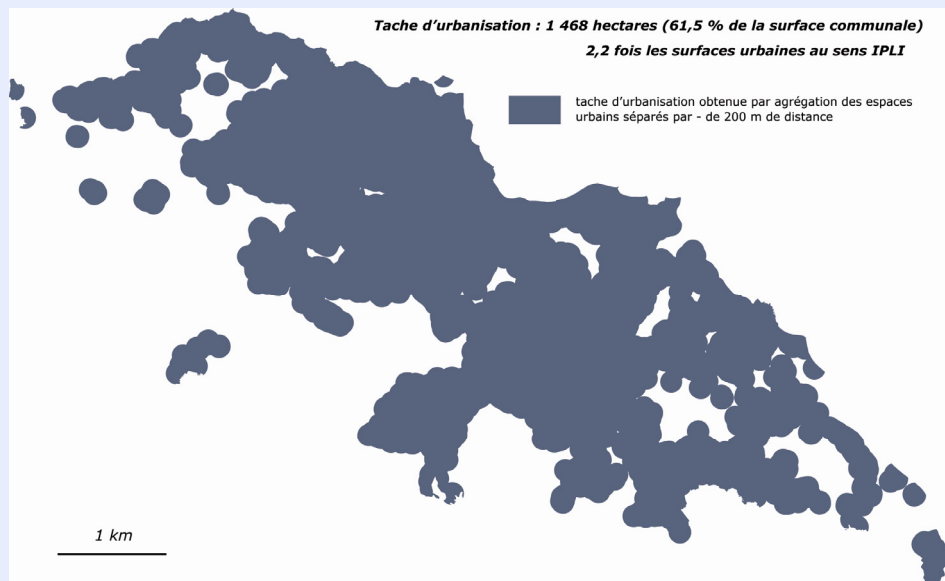 Tache d’urbanisation : 1 468 hectares (61,5 % de la surface communale)
2,2 fois les surfaces urbaines au sens IPLI
tache d’urbanisation obtenue par agrégation des espaces
urbains séparés par - de 200 m de distance
1 km